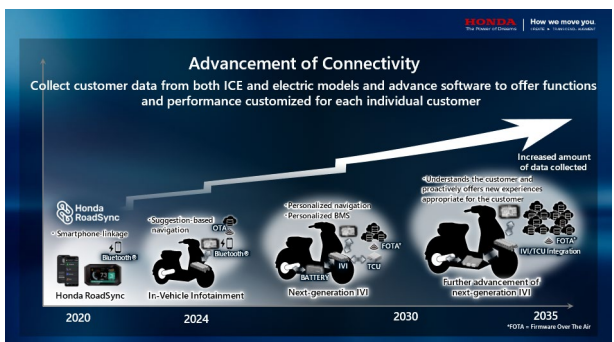 HONDA
The Power of Dreams
How we move you.
CREATE ▸ TRANSCEND, AUGMENT
Advancement of Connectivity
Collect customer data from both ICE and electric models and advance software to offer functions
and performance customized for each individual customer
Increased amount
of data collected
Honda
RoadSync
・Smartphone-linkage
Bluetooth®
Honda RoadSync
・Suggestion-based
navigation
OTA
Bluetooth®
In-Vehicle Infotainment
・Personalized navigation
・Personalized BMS
FOTA*
BATTERY
IVI
TCU
Next-generation IVI
・Understands the customer and
proactively offers new experiences
appropriate for the customer
FOTA*
IVI/TCU Integration
Further advancement of
next-generation IVI
2020
2024
2030
2035
*FOTA = Firmware Over The Air